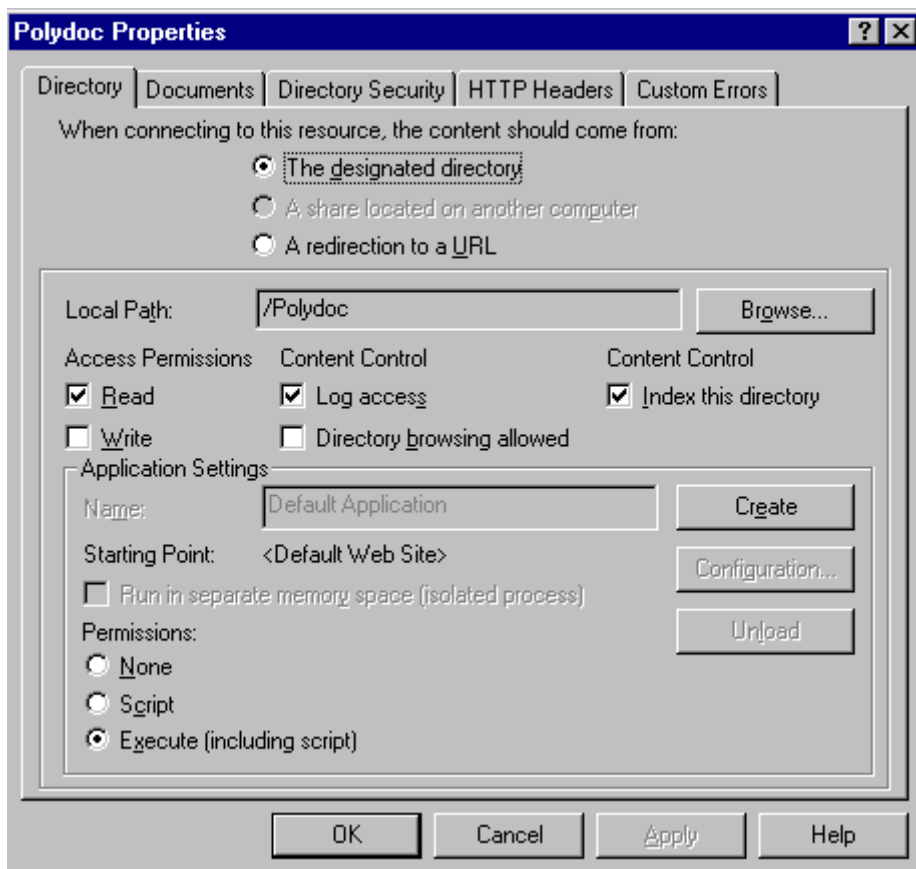 Polydoc Properties
Directory Documents Directory Security HTTP Headers Custom Errors
When connecting to this resource, the content should come from:
The designated directory
A share located on another computer
A redirection to a URL
Local Path: /Polydoc Browse...
Access Permissions Content Control Content Control
Read Log access Index this directory
Write Directory browsing allowed
Application Settings
Name: Default Application Create
Starting Point: <Default Web Site> Configuration...
Run in separate memory space (isolated process)
Permissions: Unload
None
Script
Execute (including script)
OK Cancel Apply Help